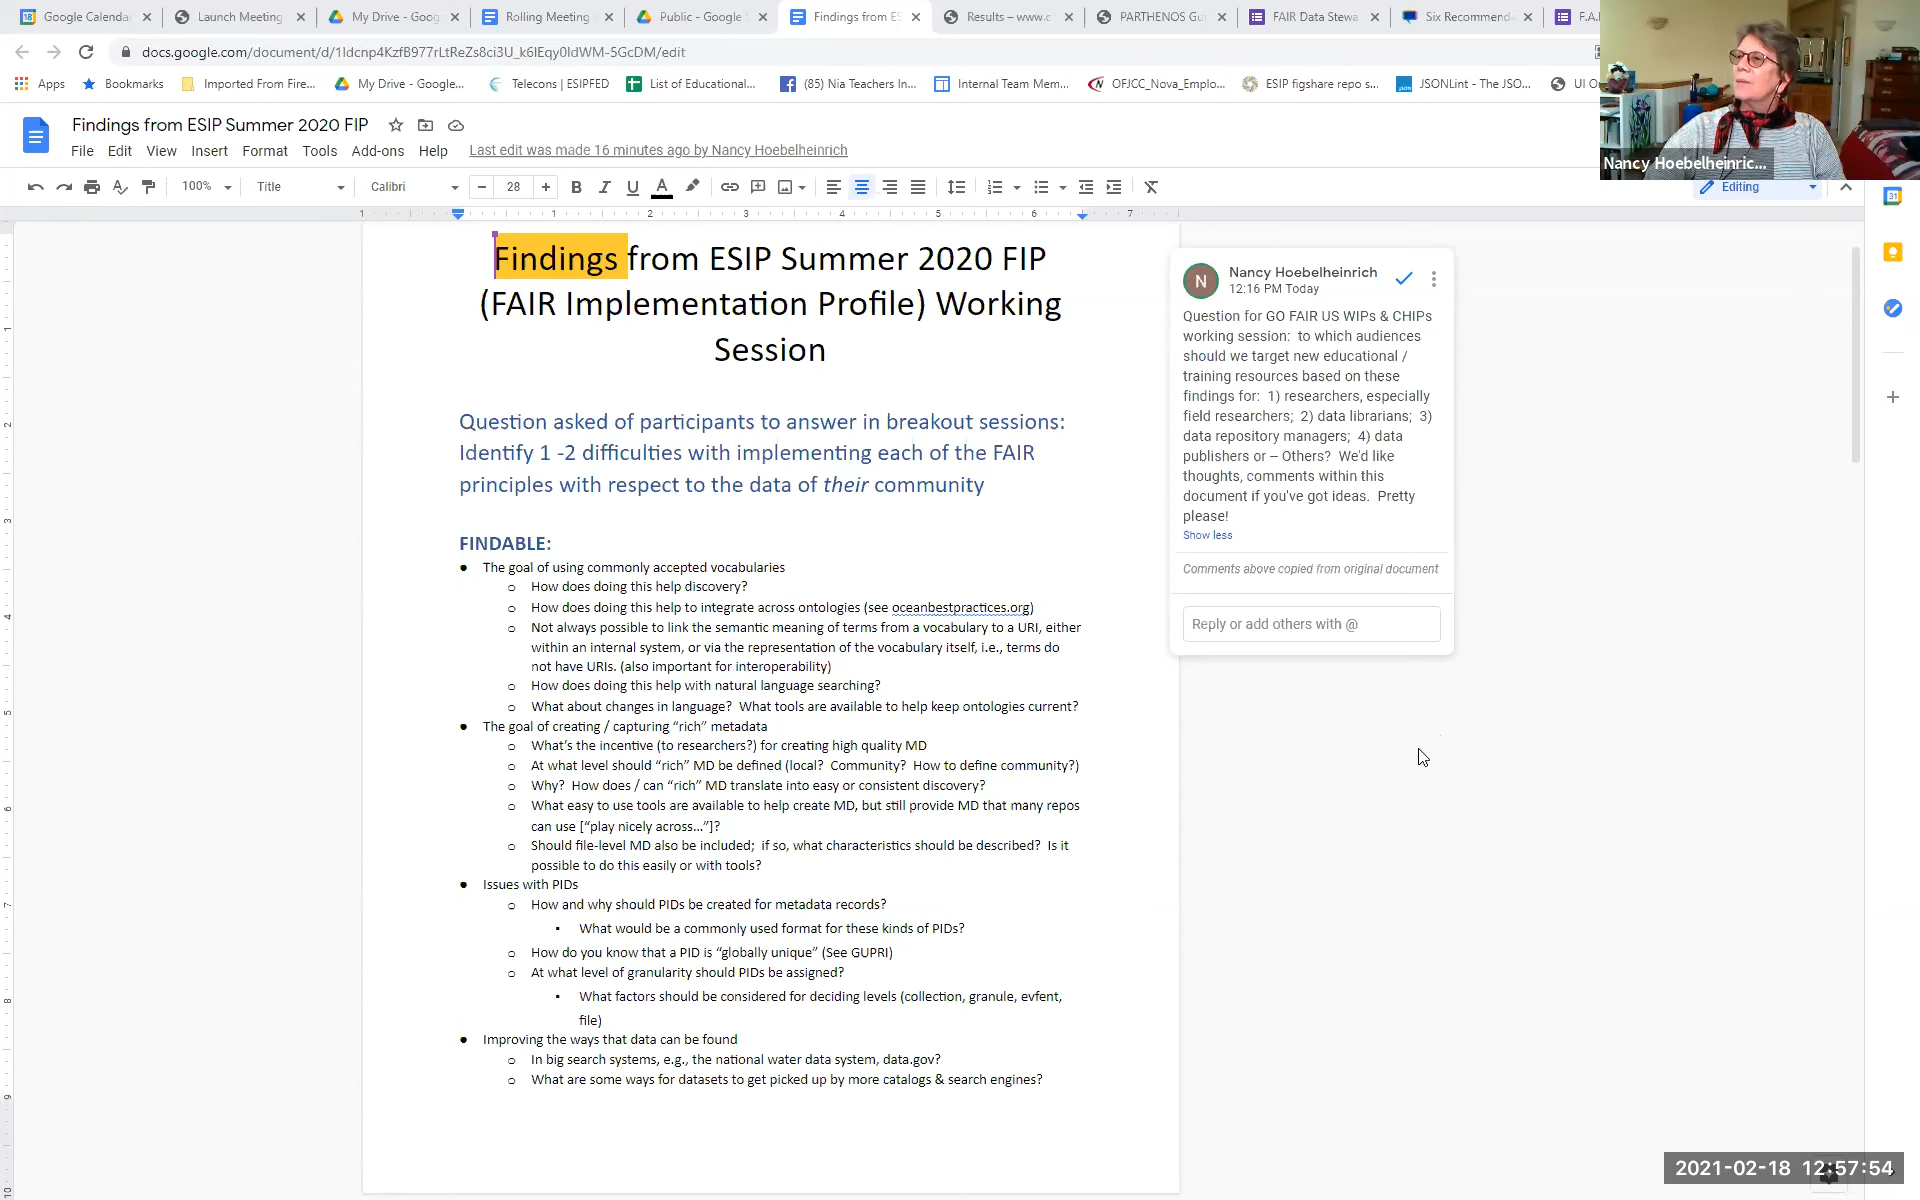 Google Calenda
Launch Meeting
My Drive - Goog
Rolling Meeting
Public - Google
Findings from ES
Results – www.c
PARTHENOS Gu
FAIR Data Stewa
Six Recommend
F.A.I
docs.google.com/document/d/1ldcnp4KzfB977rLtReZs8ci3U_k6lEqy0ldWM-5GcDM/edit
Apps
Bookmarks
Imported From Fire...
My Drive - Google...
Telecons | ESIPFED
List of Educational...
(85) Nia Teachers In...
Internal Team Mem...
OFJCC_Nova_Emplo...
ESIP figshare repo s...
JSONLint - The JSO...
UI O
Nancy Hoebelheinric...
Findings from ESIP Summer 2020 FIP
File Edit View Insert Format Tools Add-ons Help Last edit was made 16 minutes ago by Nancy Hoebelheinrich
100% Title Calibri 28 B I U A Editing
1 1 2 3 4 5 6 7
Findings from ESIP Summer 2020 FIP
(FAIR Implementation Profile) Working
Session
Question asked of participants to answer in breakout sessions:
Identify 1 -2 difficulties with implementing each of the FAIR
principles with respect to the data of their community
FINDABLE:
● The goal of using commonly accepted vocabularies
o How does doing this help discovery?
o How does doing this help to integrate across ontologies (see oceanbestpractices.org)
o Not always possible to link the semantic meaning of terms from a vocabulary to a URI, either
within an internal system, or via the representation of the vocabulary itself, i.e., terms do
not have URIs. (also important for interoperability)
o How does doing this help with natural language searching?
o What about changes in language? What tools are available to help keep ontologies current?
● The goal of creating / capturing “rich” metadata
o What’s the incentive (to researchers?) for creating high quality MD
o At what level should “rich” MD be defined (local? Community? How to define community?)
o Why? How does / can “rich” MD translate into easy or consistent discovery?
o What easy to use tools are available to help create MD, but still provide MD that many repos
can use [“play nicely across…”]?
o Should file-level MD also be included; if so, what characteristics should be described? Is it
possible to do this easily or with tools?
● Issues with PIDs
o How and why should PIDs be created for metadata records?
▪ What would be a commonly used format for these kinds of PIDs?
o How do you know that a PID is “globally unique” (See GUPRI)
o At what level of granularity should PIDs be assigned?
▪ What factors should be considered for deciding levels (collection, granule, evfent,
file)
● Improving the ways that data can be found
o In big search systems, e.g., the national water data system, data.gov?
o What are some ways for datasets to get picked up by more catalogs & search engines?
N
Nancy Hoebelheinrich
12:16 PM Today
Question for GO FAIR US WIPs & CHIPs
working session: to which audiences
should we target new educational /
training resources based on these
findings for: 1) researchers, especially
field researchers; 2) data librarians; 3)
data repository managers; 4) data
publishers or -- Others? We'd like
thoughts, comments within this
document if you've got ideas. Pretty
please!
Show less
Comments above copied from original document
Reply or add others with @
1
2
3
4
5
6
7
8
9
10
31
2021-02-18 12:57:54